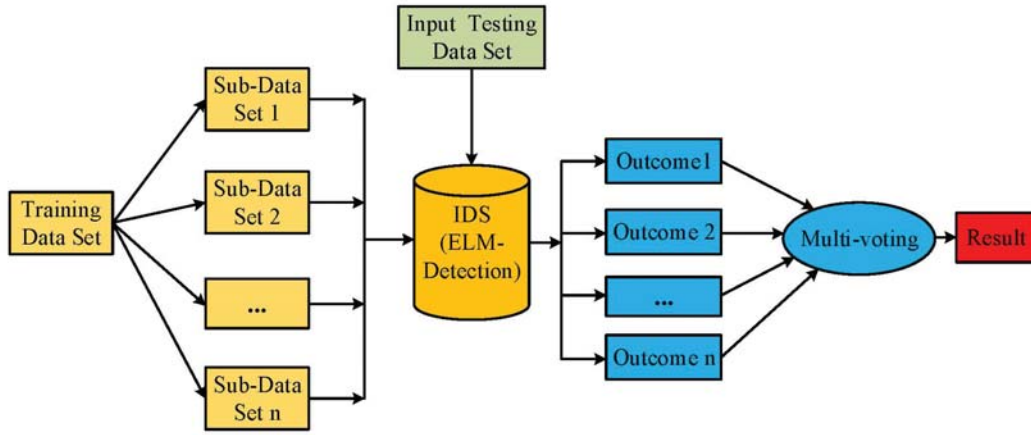 Input Testing
Data Set
Sub-Data
Set 1
Sub-Data
Set 2
...
Sub-Data
Set n
Training
Data Set
IDS
(ELM-
Detection)
Outcome1
Outcome 2
...
Outcome n
Multi-voting
Result